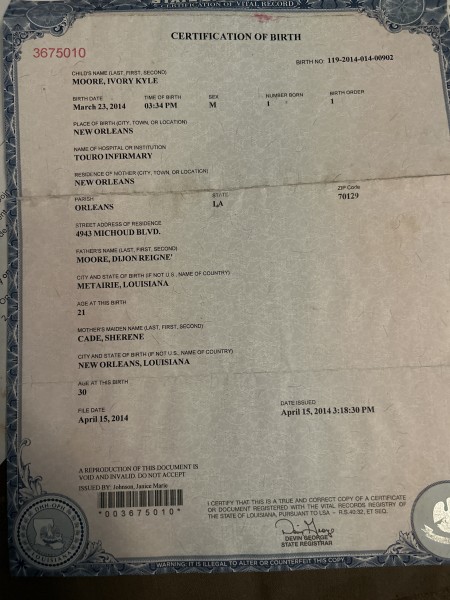 CERTIFICATION OF VITAL RECORD
CERTIFICATION OF BIRTH
3675010
BIRTH NO: 119-2014-014-00902
CHILD'S NAME (LAST, FIRST, SECOND)
MOORE, IVORY KYLE
BIRTH DATE TIME OF BIRTH SEX NUMBER BORN BIRTH ORDER
March 23, 2014 03:34 PM M 1 1
PLACE OF BIRTH (CITY, TOWN, OR LOCATION)
NEW ORLEANS
NAME OF HOSPITAL OR INSTITUTION
TOURO INFIRMARY
RESIDENCE OF MOTHER (CITY, TOWN, OR LOCATION)
NEW ORLEANS
PARISH STATE ZIP Code
ORLEANS LA 70129
STREET ADDRESS OF RESIDENCE
4943 MICHOUD BLVD.
FATHER'S NAME (LAST, FIRST, SECOND)
MOORE, DIJON REIGNE'
CITY AND STATE OF BIRTH (IF NOT U.S., NAME OF COUNTRY)
METAIRIE, LOUISIANA
AGE AT THIS BIRTH
21
MOTHER'S MAIDEN NAME (LAST, FIRST, SECOND)
CADE, SHERENE
CITY AND STATE OF BIRTH (IF NOT U.S., NAME OF COUNTRY)
NEW ORLEANS, LOUISIANA
AGE AT THIS BIRTH
30
FILE DATE DATE ISSUED
April 15, 2014 April 15, 2014 3:18:30 PM
A REPRODUCTION OF THIS DOCUMENT IS
VOID AND INVALID. DO NOT ACCEPT
ISSUED BY: Johnson, Janice Marie
*003675010*
I CERTIFY THAT THIS IS A TRUE AND CORRECT COPY OF A CERTIFICATE
OR DOCUMENT REGISTERED WITH THE VITAL RECORDS REGISTRY OF
THE STATE OF LOUISIANA, PURSUANT TO LSA - R.S.40:32, ET SEQ.
DEVIN GEORGE
STATE REGISTRAR
WARNING: IT IS ILLEGAL TO ALTER OR COUNTERFEIT THIS COPY